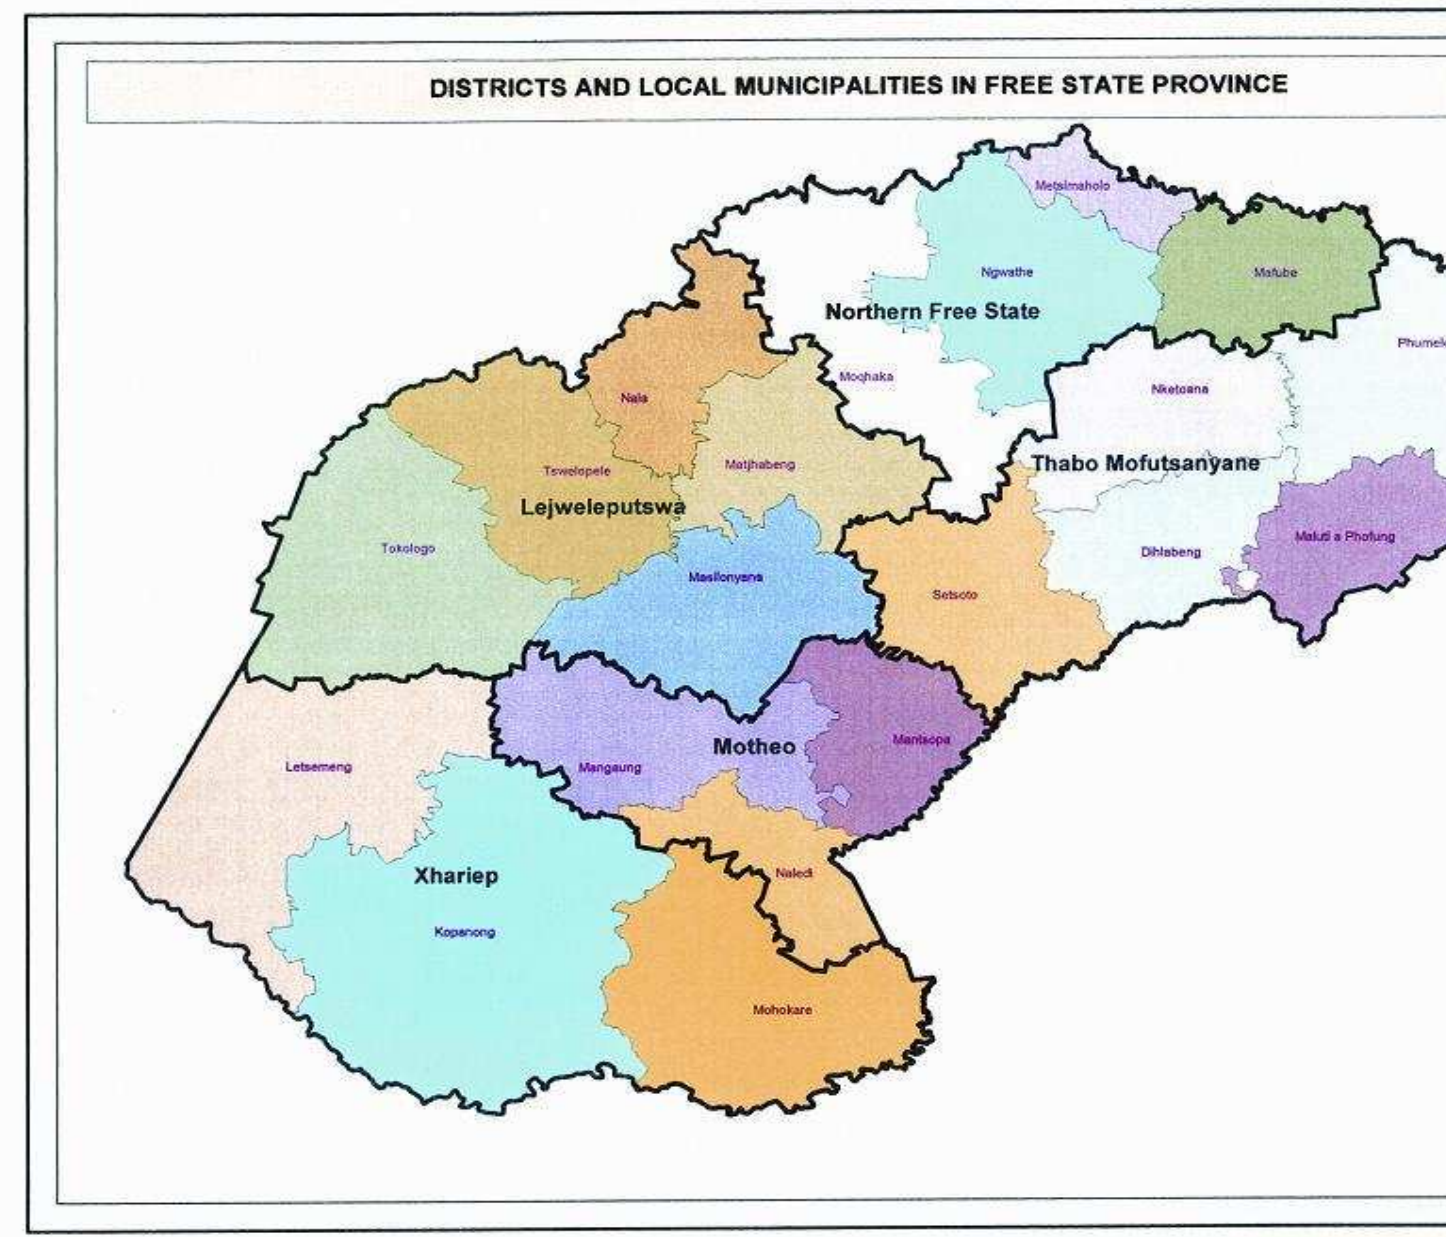 DISTRICTS AND LOCAL MUNICIPALITIES IN FREE STATE PROVINCE
Metsimaholo
Ngwathe
Mafube
Northern Free State
Phumel
Moqhaka
Nketoana
Nala
Thabo Mofutsanyane
Matjhabeng
Tswelopele
Lejweleputswa
Maluti a Phofung
Tokologo
Dihlabeng
Masilonyana
Setsoto
Mantsopa
Motheo
Letsemeng
Mangaung
Xhariep
Naledi
Kopanong
Mohokare